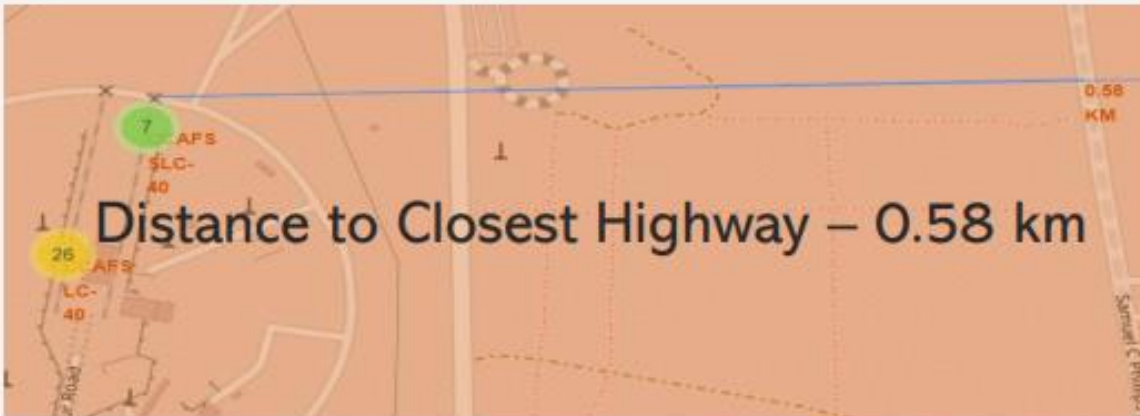 0.58
KM
7
AFS
SLC-
40
Distance to Closest Highway – 0.58 km
26
AFS
LC-
40
Road
Samuel C